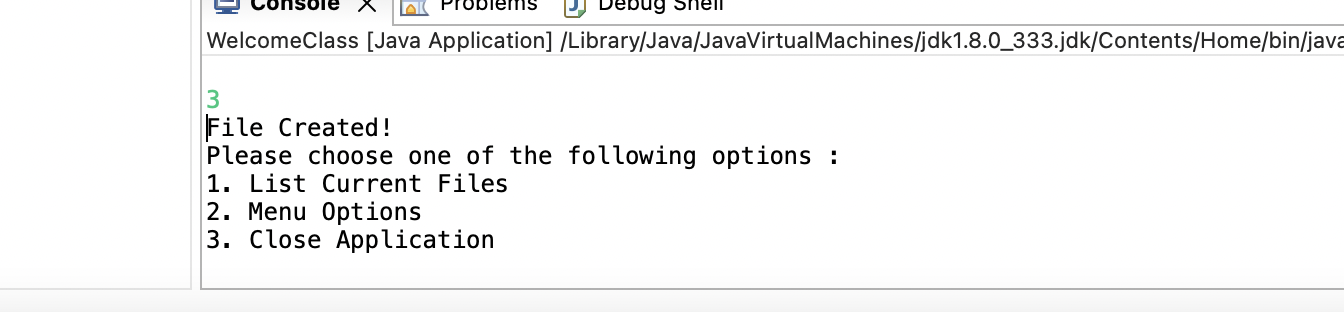 Console Problems Debug Shell
WelcomeClass [Java Application] /Library/Java/JavaVirtualMachines/jdk1.8.0_333.jdk/Contents/Home/bin/java
3
File Created!
Please choose one of the following options :
1. List Current Files
2. Menu Options
3. Close Application